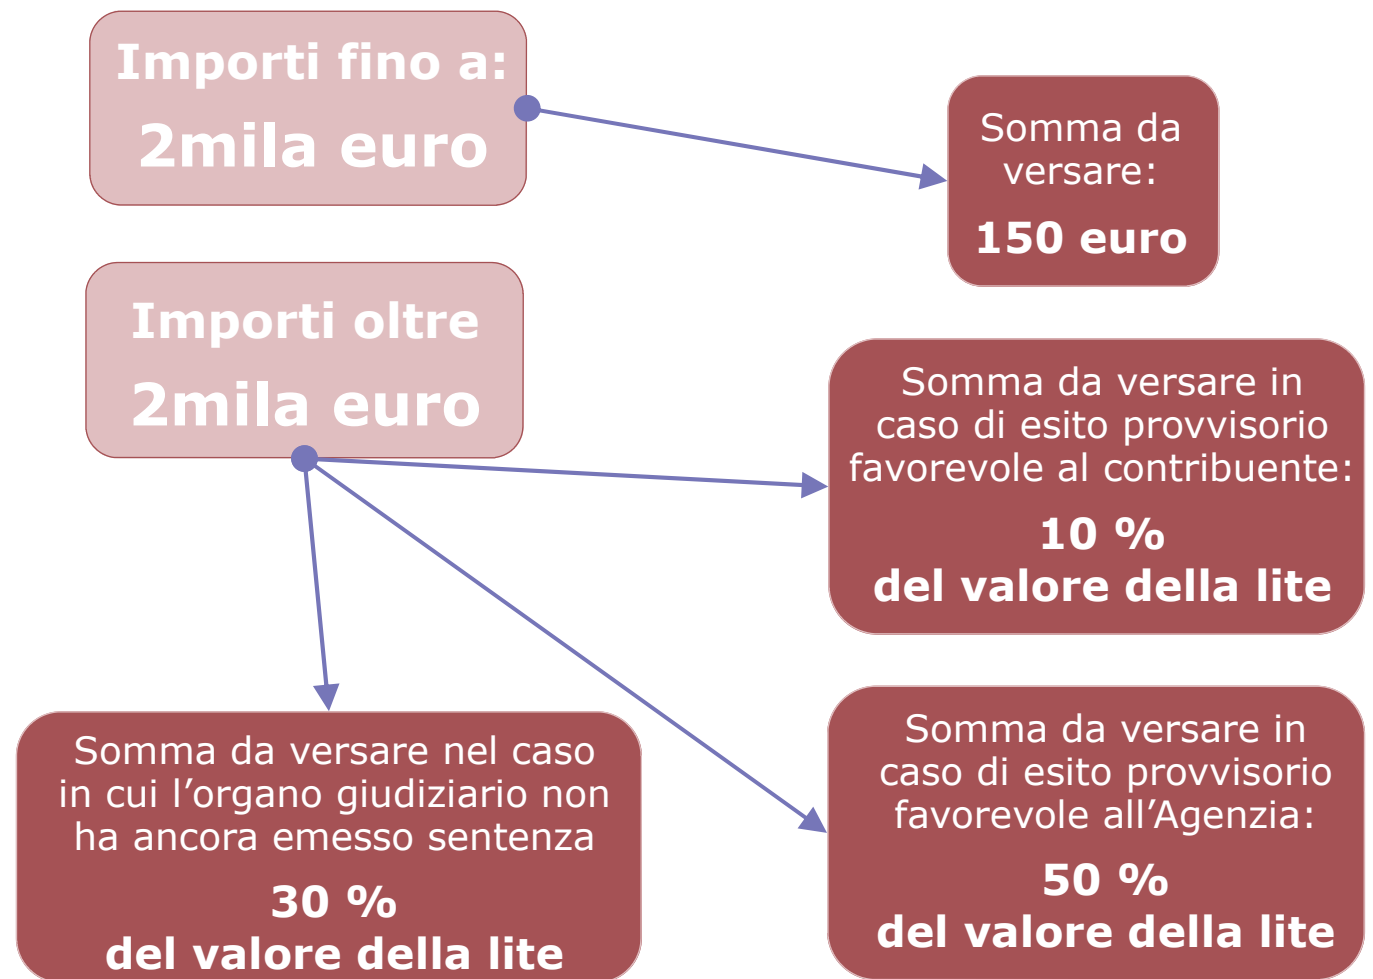 Importi fino a:
2mila euro
Somma da
versare:
150 euro
Importi oltre
2mila euro
Somma da versare in
caso di esito provvisorio
favorevole al contribuente:
10 %
del valore della lite
Somma da versare nel caso
in cui l’organo giudiziario non
ha ancora emesso sentenza
30 %
del valore della lite
Somma da versare in
caso di esito provvisorio
favorevole all’Agenzia:
50 %
del valore della lite